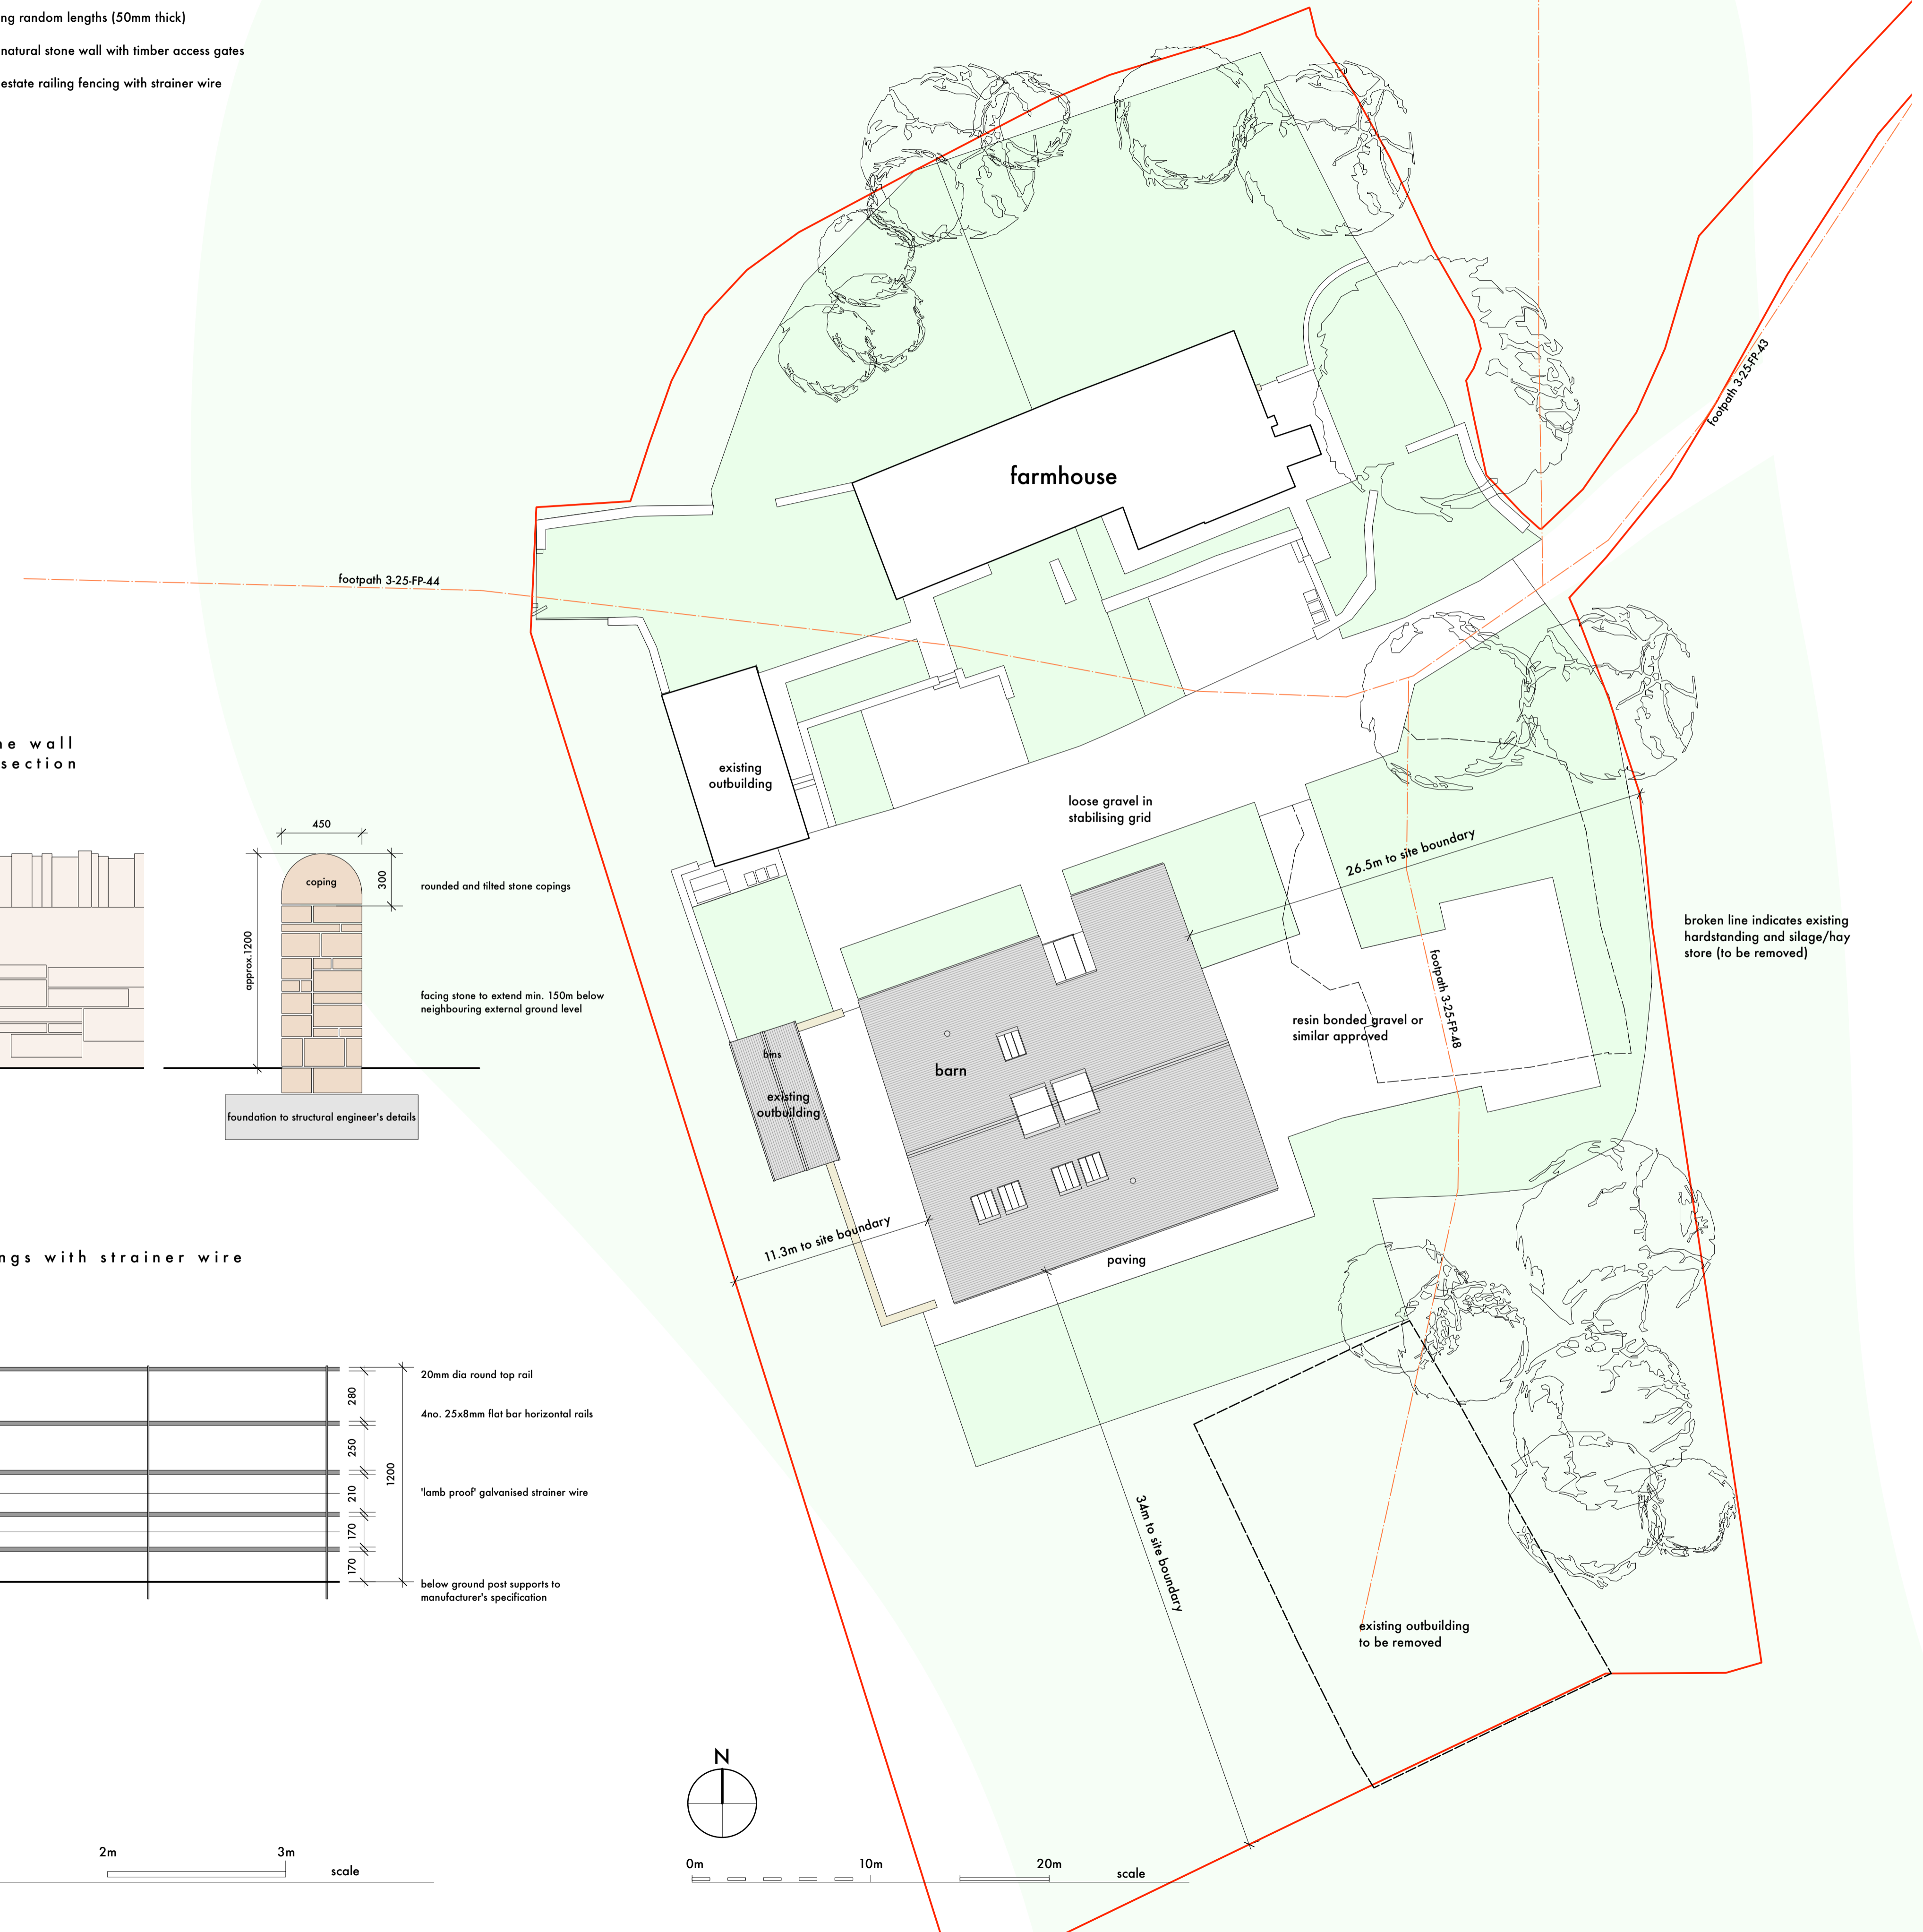 ng random lengths (50mm thick)
natural stone wall with timber access gates
estate railing fencing with strainer wire
farmhouse
footpath 3-25-FP-43
footpath 3-25-FP-44
ne wall
section
existing
outbuilding
loose gravel in
stabilising grid
450
coping
300
approx.1200
rounded and tilted stone copings
facing stone to extend min. 150m below
neighbouring external ground level
foundation to structural engineer's details
26.5m to site boundary
broken line indicates existing
hardstanding and silage/hay
store (to be removed)
footpath 3-25-FP-48
resin bonded gravel or
similar approved
bins
barn
existing
outbuilding
11.3m to site boundary
paving
ngs with strainer wire
280
250
210
170
170
1200
20mm dia round top rail
4no. 25x8mm flat bar horizontal rails
'lamb proof' galvanised strainer wire
below ground post supports to
manufacturer's specification
34m to site boundary
existing outbuilding
to be removed
N
2m
3m
scale
0m
10m
20m
scale